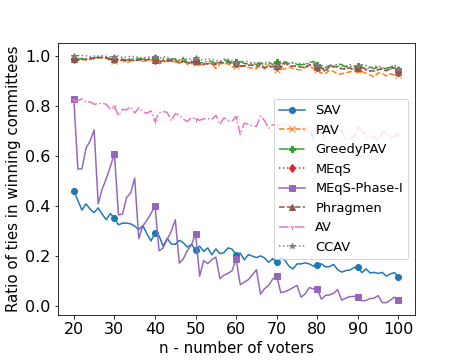 1.0
0.8
0.6
0.4
0.2
0.0
Ratio of ties in winning committees
SAV
PAV
GreedyPAV
MEqS
MEqS-Phase-I
Phragmen
AV
CCAV
20 30 40 50 60 70 80 90 100
n - number of voters